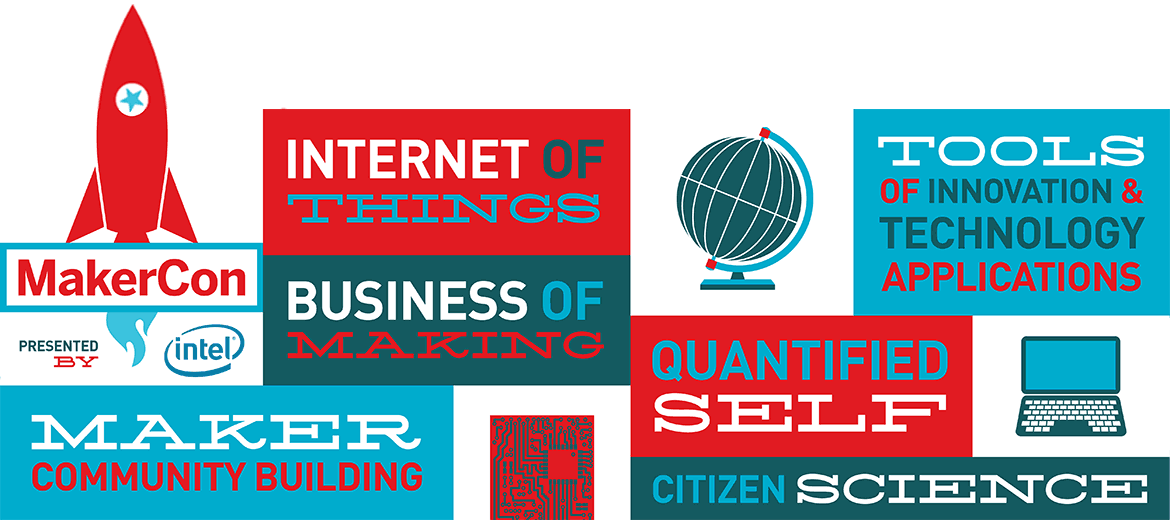 MakerCon
PRESENTED
BY
intel
INTERNET OF
THINGS
BUSINESS OF
MAKING
MAKER
COMMUNITY BUILDING
TOOLS
OF INNOVATION &
TECHNOLOGY
APPLICATIONS
QUANTIFIED
SELF
CITIZEN SCIENCE